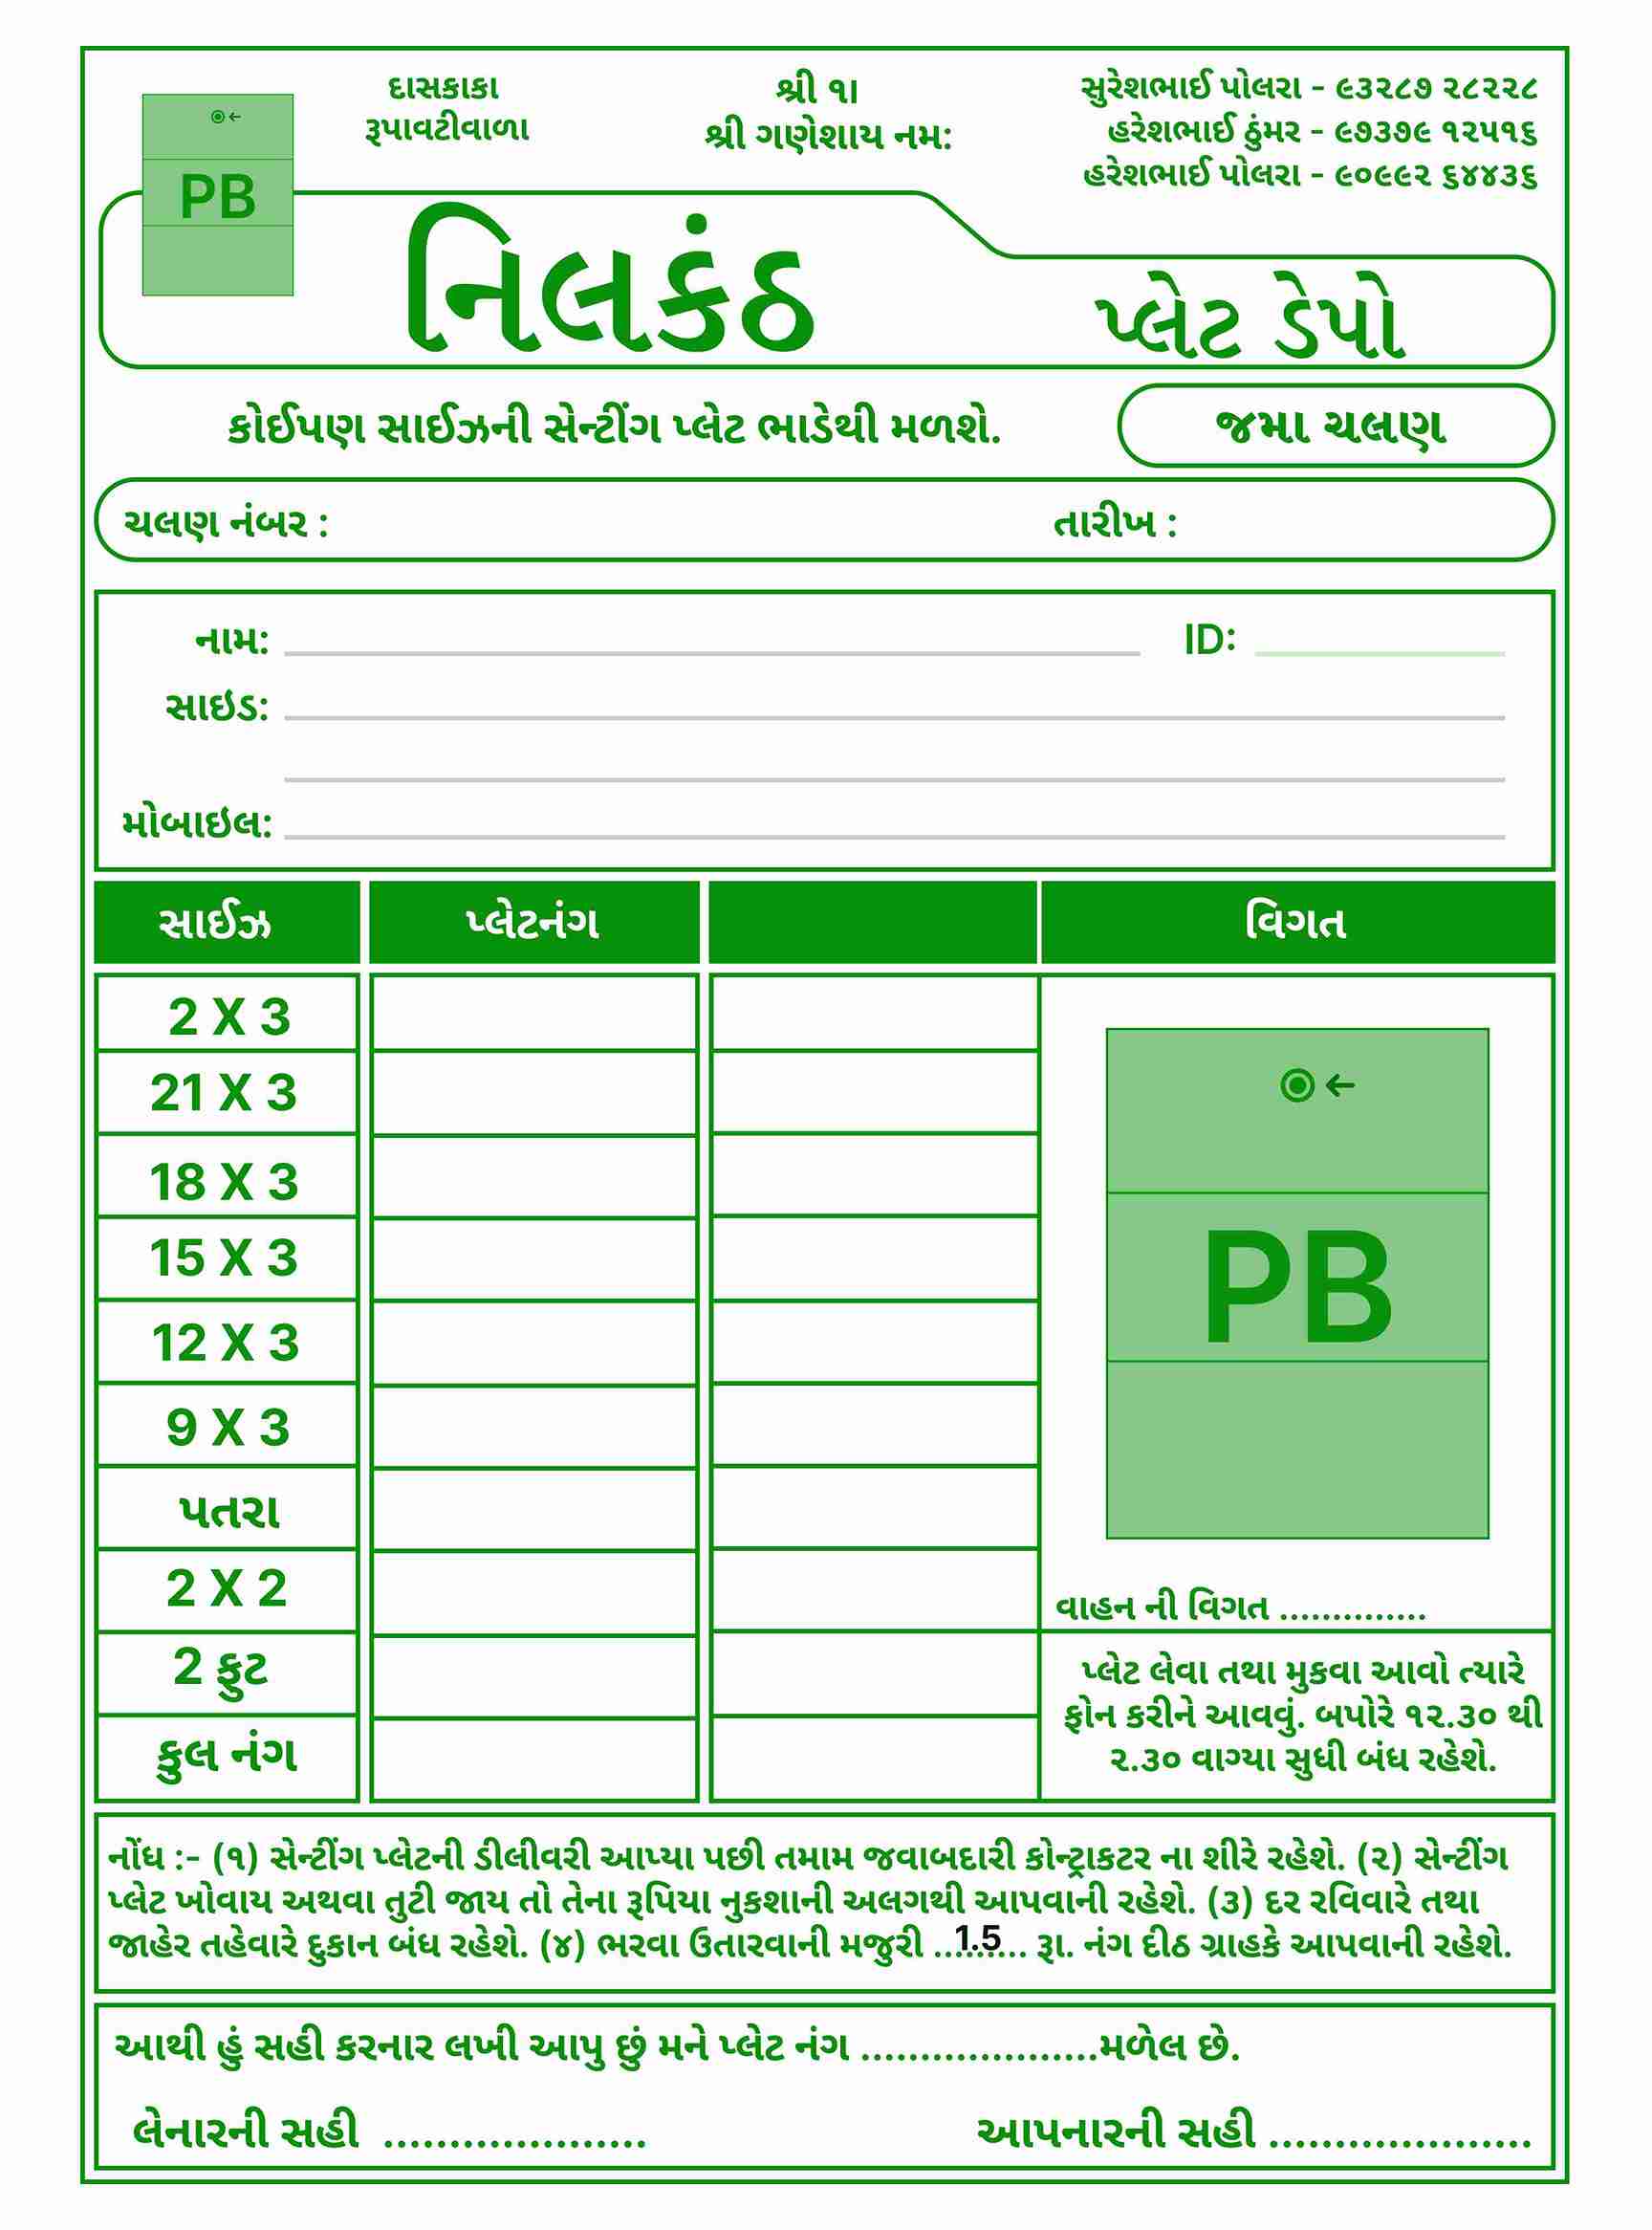 દાસકાકા
રૂપાવટીવાળા
શ્રી ૧ા
શ્રી ગણેશાય નમ:
સુરેશભાઈ પોલરા - ૯૩૨૮૭ ૨૮૨૨૮
હરેશભાઈ ઠુંમર - ૯૭૩૭૯ ૧૨૫૧૬
હરેશભાઈ પોલરા - ૯૦૯૯૨ ૬૪૪૩૬
PB
નિલકંઠ
પ્લેટ ડેપો
કોઈપણ સાઈઝની સેન્ટીંગ પ્લેટ ભાડેથી મળશે.
જમા ચલણ
ચલણ નંબર :
તારીખ :
નામ:
ID:
સાઇડ:
મોબાઇલ:
સાઈઝ
પ્લેટનંગ
વિગત
2 X 3
21 X 3
18 X 3
15 X 3
12 X 3
9 X 3
પતરા
2 X 2
2 ફુટ
કુલ નંગ
PB
વાહન ની વિગત ..............
પ્લેટ લેવા તથા મુકવા આવો ત્યારે
ફોન કરીને આવવું. બપોરે ૧૨.૩૦ થી
૨.૩૦ વાગ્યા સુધી બંધ રહેશે.
નોંધ :- (૧) સેન્ટીંગ પ્લેટની ડીલીવરી આપ્યા પછી તમામ જવાબદારી કોન્ટ્રાકટર ના શીરે રહેશે. (૨) સેન્ટીંગ
પ્લેટ ખોવાય અથવા તુટી જાય તો તેના રૂપિયા નુકશાની અલગથી આપવાની રહેશે. (૩) દર રવિવારે તથા
જાહેર તહેવારે દુકાન બંધ રહેશે. (૪) ભરવા ઉતારવાની મજુરી ..1.5... રૂા. નંગ દીઠ ગ્રાહકે આપવાની રહેશે.
આથી હું સહી કરનાર લખી આપુ છું મને પ્લેટ નંગ ....................મળેલ છે.
લેનારની સહી ....................
આપનારની સહી ....................